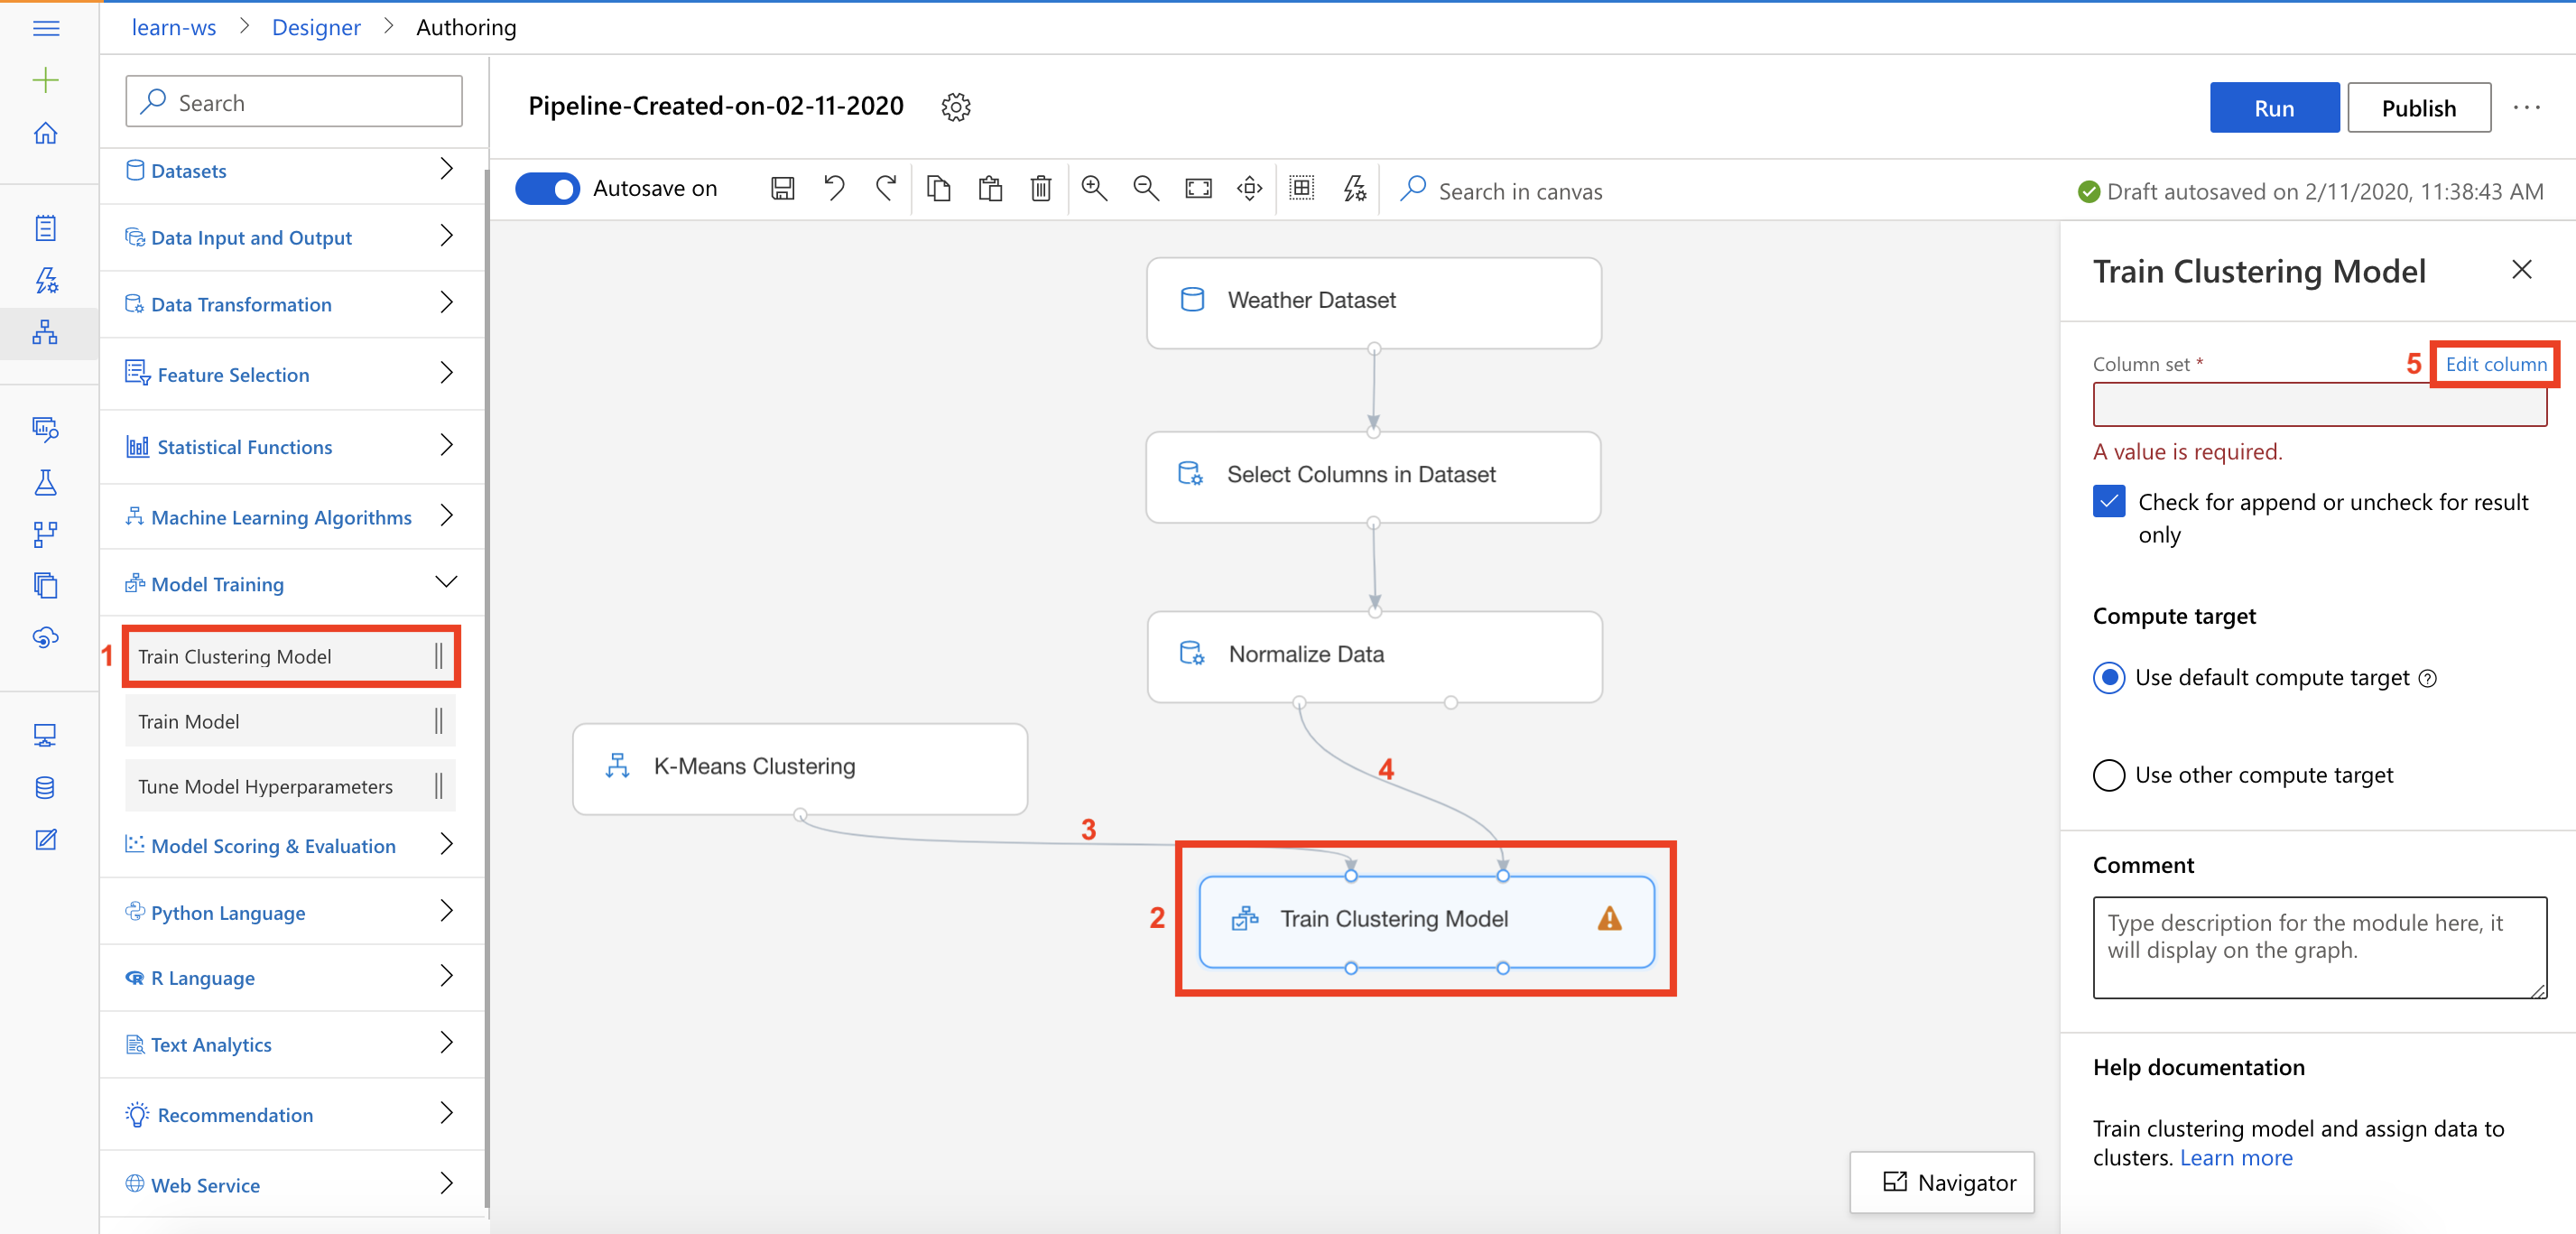 learn-ws > Designer > Authoring
Search
Datasets
Data Input and Output
Data Transformation
Feature Selection
Statistical Functions
Machine Learning Algorithms
Model Training
1
Train Clustering Model
Train Model
Tune Model Hyperparameters
Model Scoring & Evaluation
Python Language
R Language
Text Analytics
Recommendation
Web Service
Pipeline-Created-on-02-11-2020
Run
Publish
Autosave on
Search in canvas
Draft autosaved on 2/11/2020, 11:38:43 AM
Weather Dataset
Select Columns in Dataset
Normalize Data
K-Means Clustering
4
3
2
Train Clustering Model
Navigator
Train Clustering Model
Column set *
5
Edit column
A value is required.
Check for append or uncheck for result
only
Compute target
Use default compute target
Use other compute target
Comment
Type description for the module here, it
will display on the graph.
Help documentation
Train clustering model and assign data to
clusters. Learn more